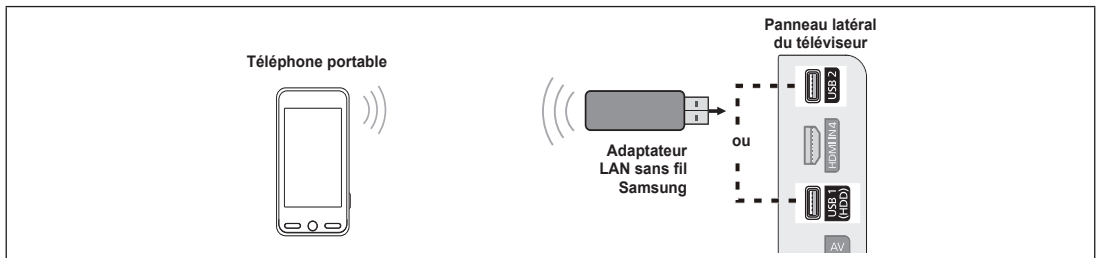 Panneau latéral
du téléviseur
Téléphone portable
USB 2
ou
HDMI IN 4
Adaptateur
LAN sans fil
Samsung
USB 1
(HDD)
AV